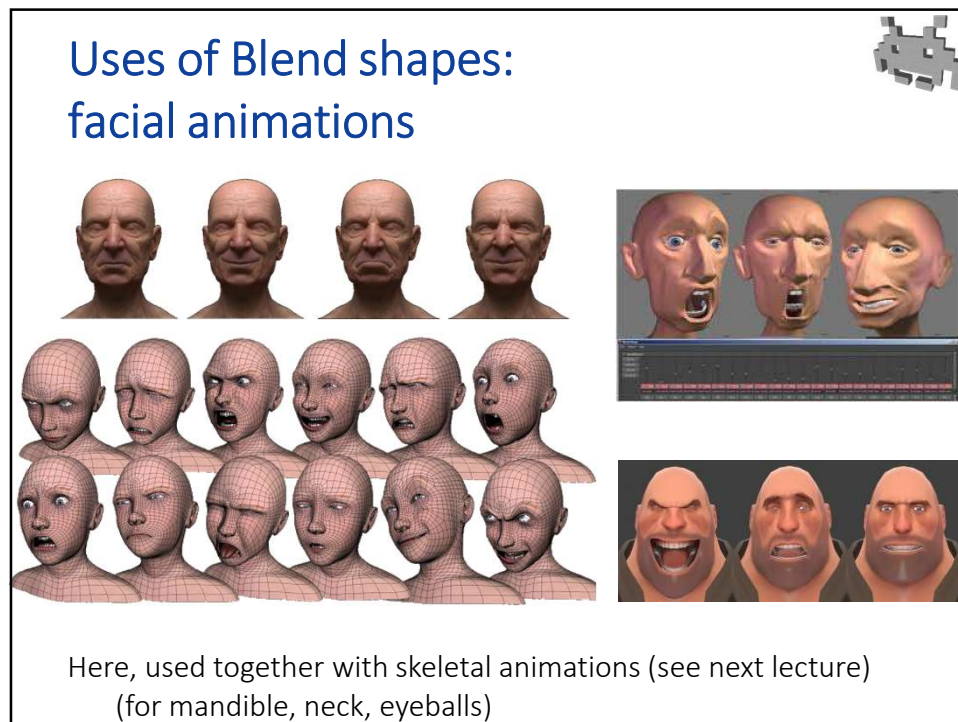 Uses of Blend shapes:
facial animations
Here, used together with skeletal animations (see next lecture)
(for mandible, neck, eyeballs)